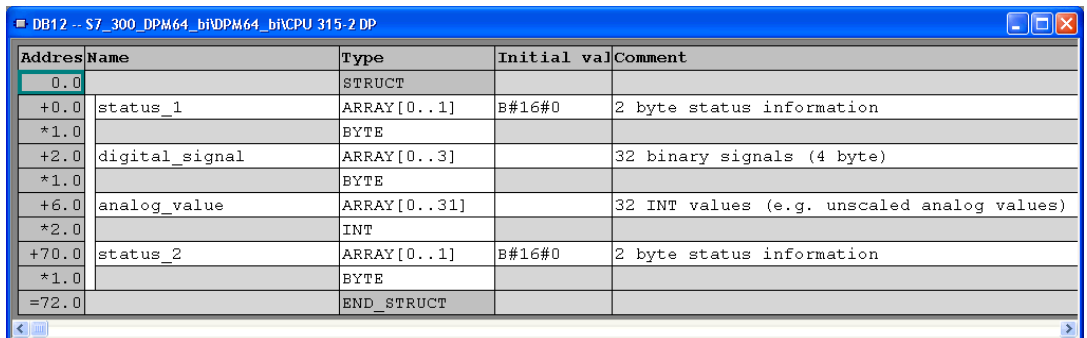 DB12 -- S7_300_DPM64_bi\DPM64_bi\CPU 315-2 DP
Addres Name Type Initial val Comment
0.0 STRUCT
+0.0 status_1 ARRAY[0..1] B#16#0 2 byte status information
*1.0 BYTE
+2.0 digital_signal ARRAY[0..3] 32 binary signals (4 byte)
*1.0 BYTE
+6.0 analog_value ARRAY[0..31] 32 INT values (e.g. unscaled analog values)
*2.0 INT
+70.0 status_2 ARRAY[0..1] B#16#0 2 byte status information
*1.0 BYTE
=72.0 END_STRUCT